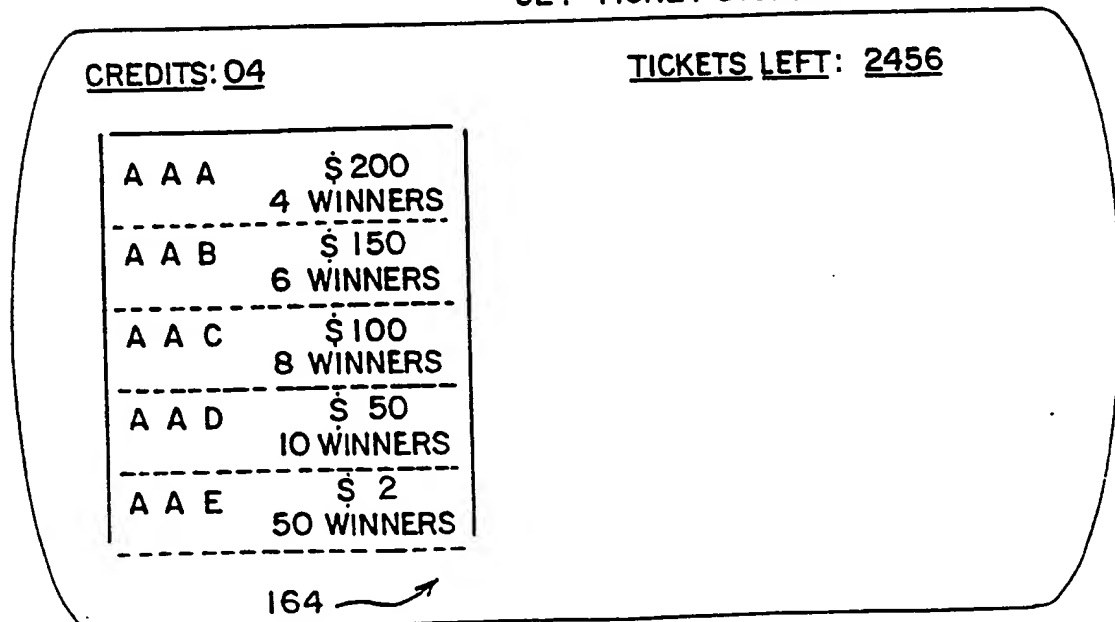 CREDITS: 04 TICKETS LEFT: 2456
A A A $200
4 WINNERS
A A B $150
6 WINNERS
A A C $100
8 WINNERS
A A D $ 50
10 WINNERS
A A E $ 2
50 WINNERS
164